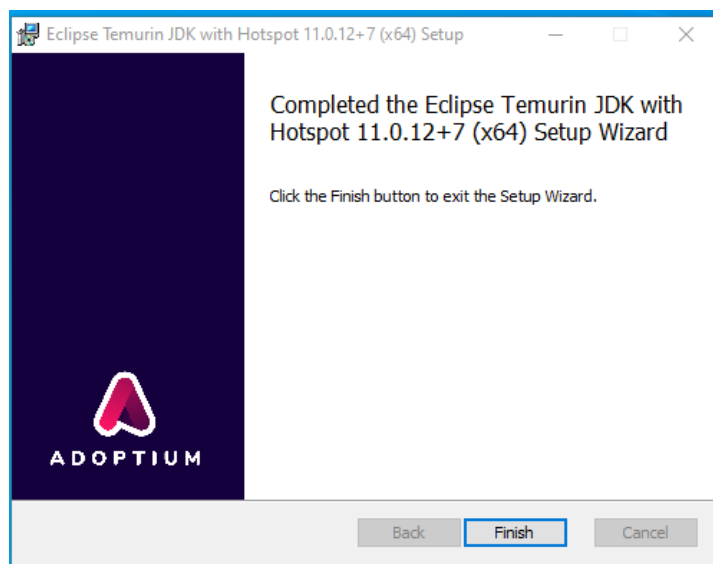 Eclipse Temurin JDK with Hotspot 11.0.12+7 (x64) Setup
Completed the Eclipse Temurin JDK with
Hotspot 11.0.12+7 (x64) Setup Wizard
Click the Finish button to exit the Setup Wizard.
ADOPTIUM
Back
Finish
Cancel